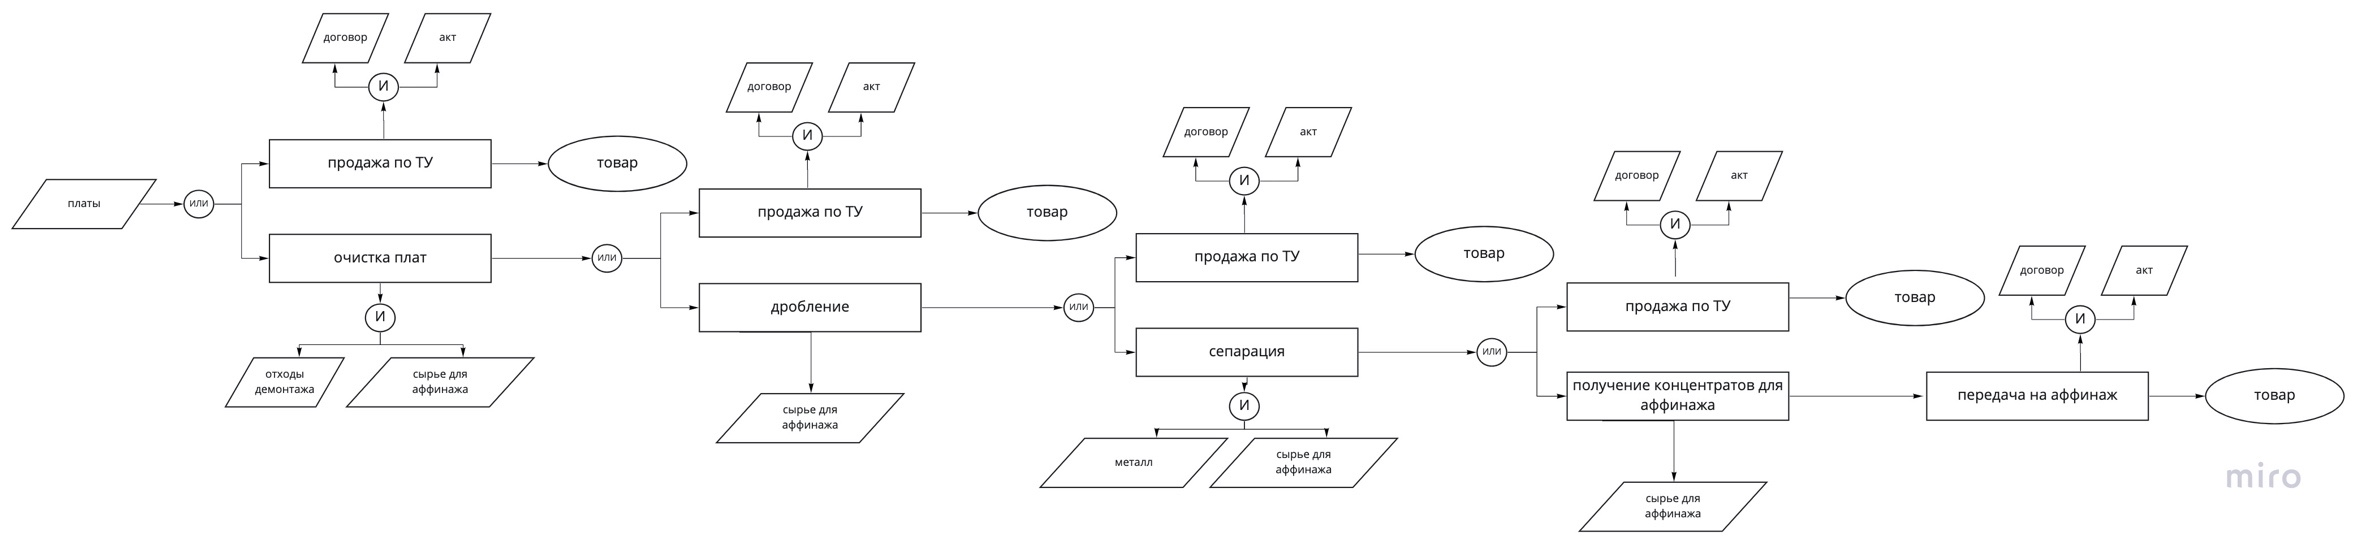 договор
акт
И
продажа по ТУ
товар
платы
ИЛИ
очистка плат
И
отходы
демонтажа
сырье для
аффинажа
договор
акт
И
продажа по ТУ
товар
ИЛИ
дробление
сырье для
аффинажа
договор
акт
И
продажа по ТУ
товар
ИЛИ
сепарация
И
металл
сырье для
аффинажа
договор
акт
И
продажа по ТУ
товар
ИЛИ
получение концентратов для
аффинажа
сырье для
аффинажа
договор
акт
И
передача на аффинаж
товар
miro